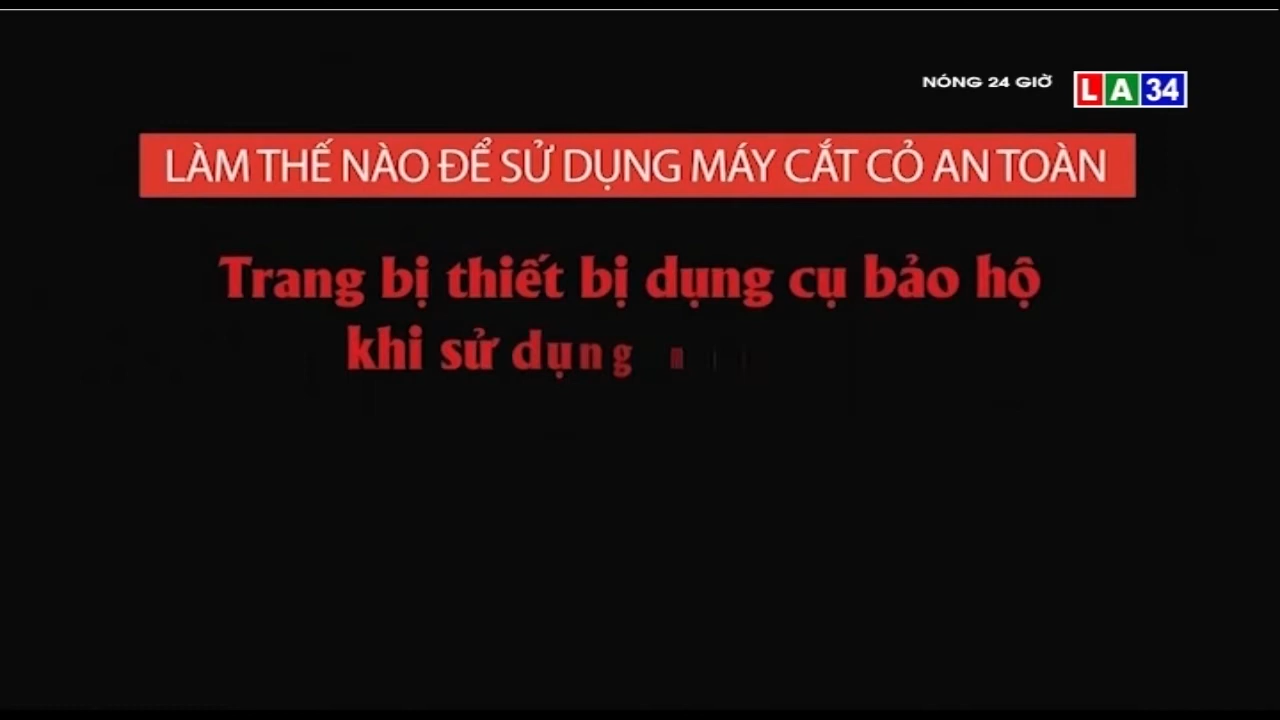 NÓNG 24 GIỜ
LA34
LÀM THẾ NÀO ĐỂ SỬ DỤNG MÁY CẮT CỎ AN TOÀN
Trang bị thiết bị dụng cụ bảo hộ
khi sử dụng